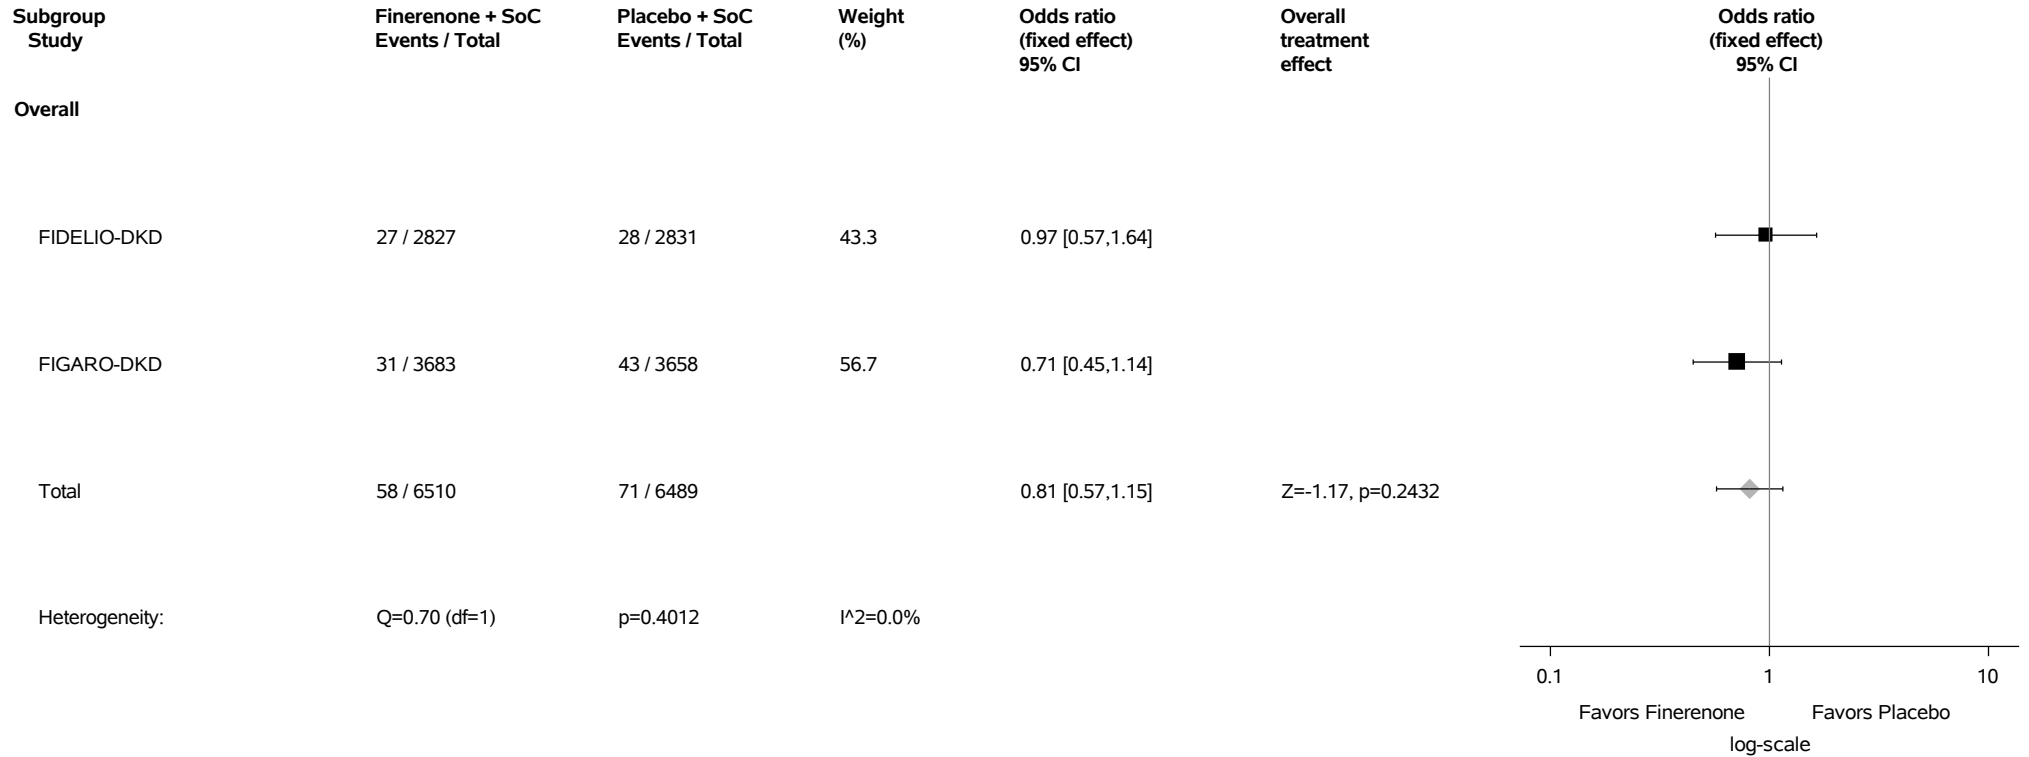 Subgroup Finerenone + SoC Placebo + SoC Weight Odds ratio Overall Odds ratio
Study Events / Total Events / Total (%) (fixed effect) treatment (fixed effect)
95% CI effect 95% CI
Overall
FIDELIO-DKD 27 / 2827 28 / 2831 43.3 0.97 [0.57,1.64]
FIGARO-DKD 31 / 3683 43 / 3658 56.7 0.71 [0.45,1.14]
Total 58 / 6510 71 / 6489 0.81 [0.57,1.15] Z=-1.17, p=0.2432
Heterogeneity: Q=0.70 (df=1) p=0.4012 I^2=0.0%
0.1 1 10
Favors Finerenone Favors Placebo
log-scale